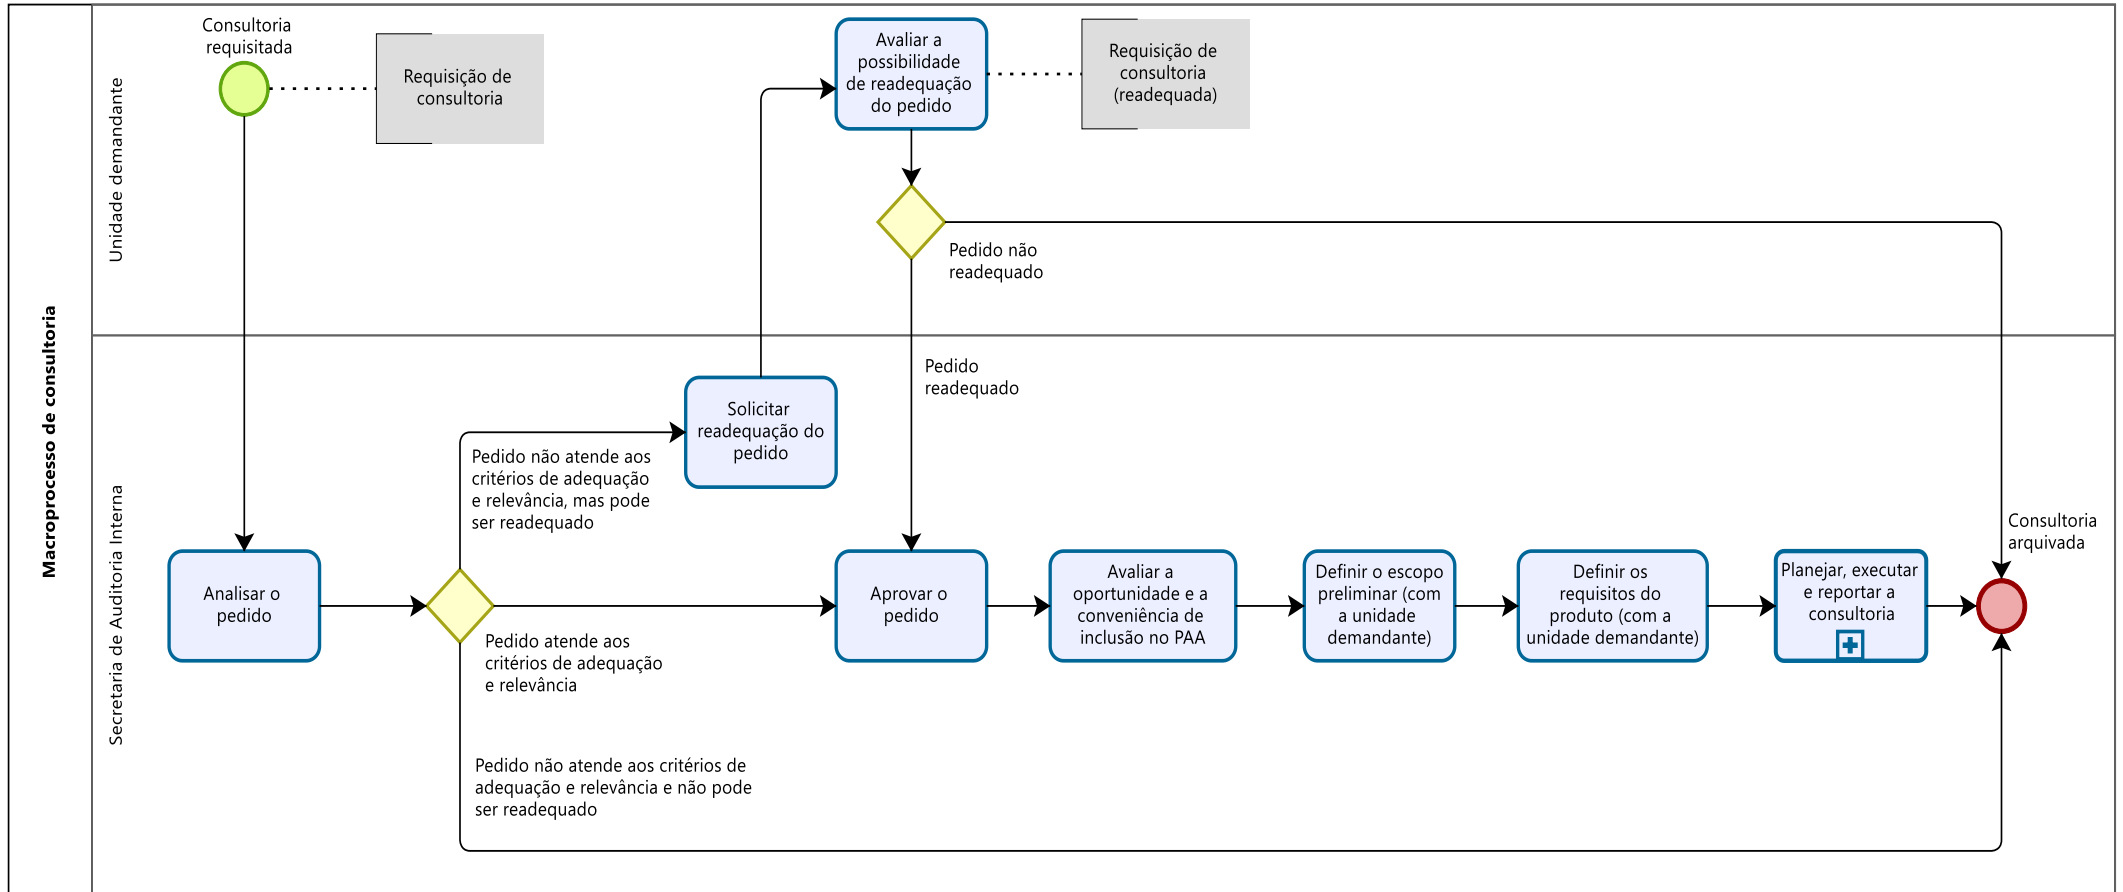 Macroprocesso de consultoria
Unidade demandante
Consultoria
requisitada
Requisição de
consultoria
Avaliar a
possibilidade
de readequação
do pedido
Requisição de
consultoria
(readequada)
Pedido não
readequado
Pedido
readequado
Secretaria de Auditoria Interna
Solicitar
readequação do
pedido
Pedido não atende aos
critérios de adequação
e relevância, mas pode
ser readequado
Analisar o
pedido
Pedido atende aos
critérios de adequação
e relevância
Pedido não atende aos critérios de
adequação e relevância e não pode
ser readequado
Aprovar o
pedido
Avaliar a
oportunidade e a
conveniência de
inclusão no PAA
Definir o escopo
preliminar (com
a unidade
demandante)
Definir os
requisitos do
produto (com a
unidade demandante)
Planejar, executar
e reportar a
consultoria
Consultoria
arquivada